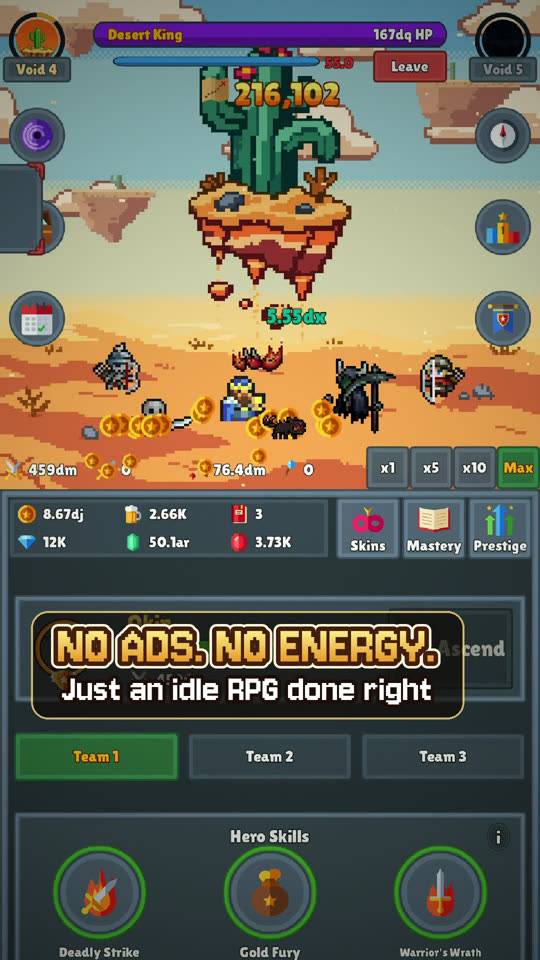 Desert King
167dq HP
Void 4
55.0
Leave
Void 5
216,102
5.55dx
459dm
0
76.4dm
0
x1
x5
x10
Max
8.67dj
2.66K
3
12K
50.1ar
3.73K
Skins
Mastery
Prestige
Ascend
NO ADS. NO ENERGY.
Just an idle RPG done right
Team 1
Team 2
Team 3
Hero Skills
i
Deadly Strike
Gold Fury
Warrior's Wrath